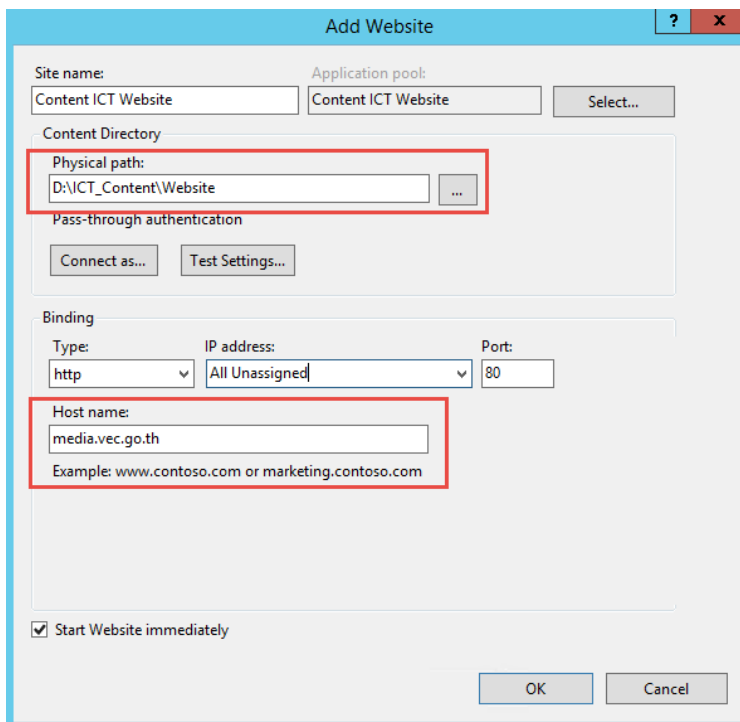 Add Website
? x
Site name: Application pool:
Content ICT Website Content ICT Website Select...
Content Directory
Physical path:
D:\ICT_Content\Website ...
Pass-through authentication
Connect as... Test Settings...
Binding
Type: IP address: Port:
http All Unassigned 80
Host name:
media.vec.go.th
Example: www.contoso.com or marketing.contoso.com
Start Website immediately
OK Cancel